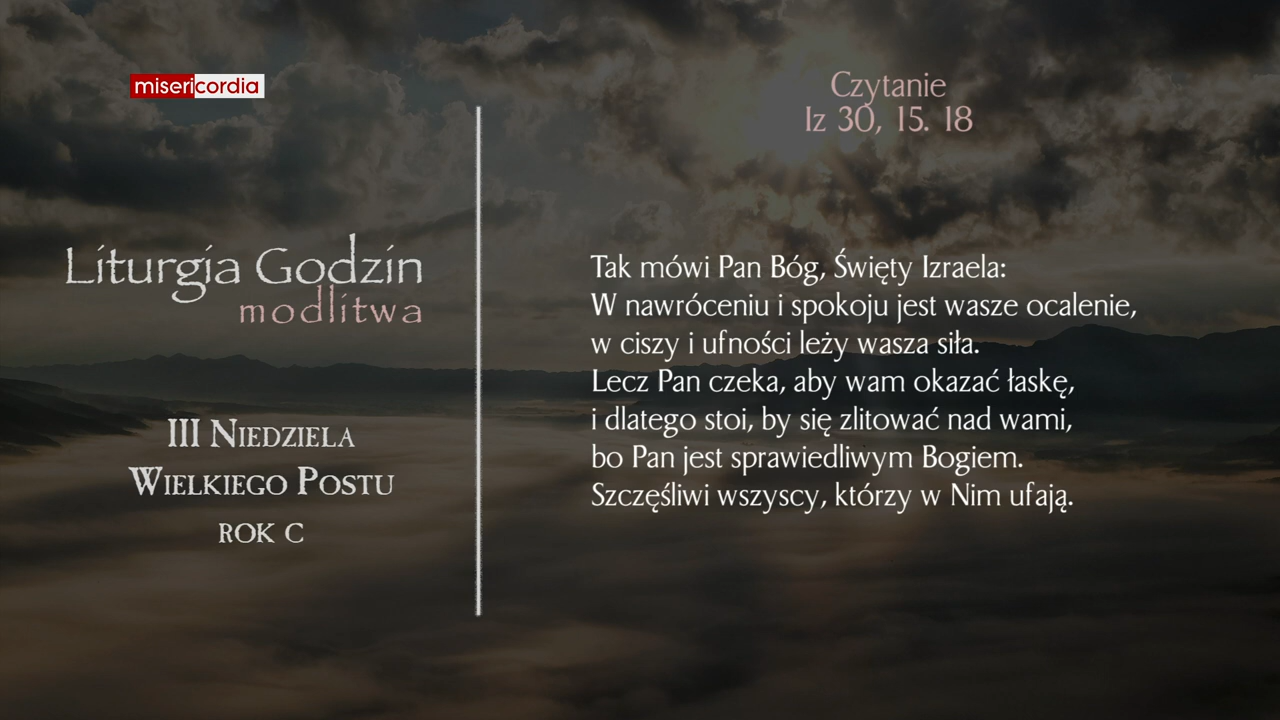 misericordia
Liturgia Godzin
modlitwa
III Niedziela
Wielkiego Postu
rok C
Czytanie
Iz 30, 15. 18
Tak mówi Pan Bóg, Święty Izraela:
W nawróceniu i spokoju jest wasze ocalenie,
w ciszy i ufności leży wasza siła.
Lecz Pan czeka, aby wam okazać łaskę,
i dlatego stoi, by się zlitować nad wami,
bo Pan jest sprawiedliwym Bogiem.
Szczęśliwi wszyscy, którzy w Nim ufają.